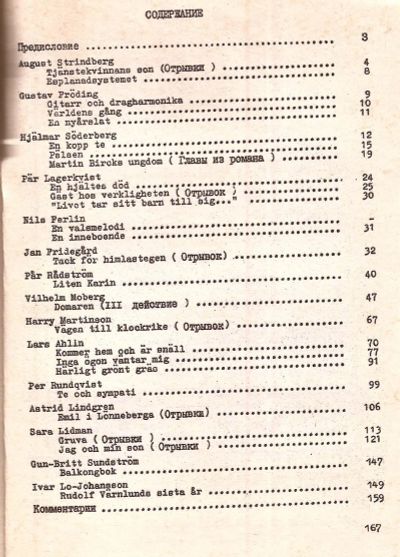 СОДЕРЖАНИЕ
Предисловие ........ 3
August Strindberg
Tjänstekvinnans son (Отрывки) ........ 4
Esplanadsystemet ........ 8
Gustav Fröding ........ 9
Gitarr och dragharmonika ........ 10
Världens gång ........ 11
En nyårslåt ........
Hjälmar Söderberg ........ 12
En kopp te ........ 15
Pälsen ........ 19
Martin Bircks ungdom (Главы из романа) ........
Pär Lagerkvist ........ 24
En hjältes död ........ 25
Gäst hos verkligheten (Отрывок) ........ 30
"Livet tar sitt barn till sig..." ........
Nils Ferlin ........ -
En valsmelodi ........ 31
En inneboende ........
Jan Fridegård ........ 32
Tack for himlastegen (Отрывок) ........
Pår Rådström ........ 40
Liten Karin ........
Vilhelm Moberg ........ 47
Domaren (III действие) ........
Harry Martinson ........ 67
Vägen till klockrike (Отрывок) ........
Lars Ahlin ........ 70
Kommer hem och är snäll ........ 77
Inga ögon väntar mig ........ 91
Härligt grönt gräs ........
Per Rundqvist ........ 99
Te och sympati ........
Astrid Lindgren ........ 106
Emil i Lönneberga (Отрывки) ........
Sara Lidman ........ 113
Gruva (Отрывки) ........ 121
Jag och min son (Отрывки) ........
Gun-Britt Sundström ........ 147
Balkongbok ........
Ivar Lo-Johansson ........ 149
Rudolf Värnlunds sista år ........ 159
Комментарии ........
167